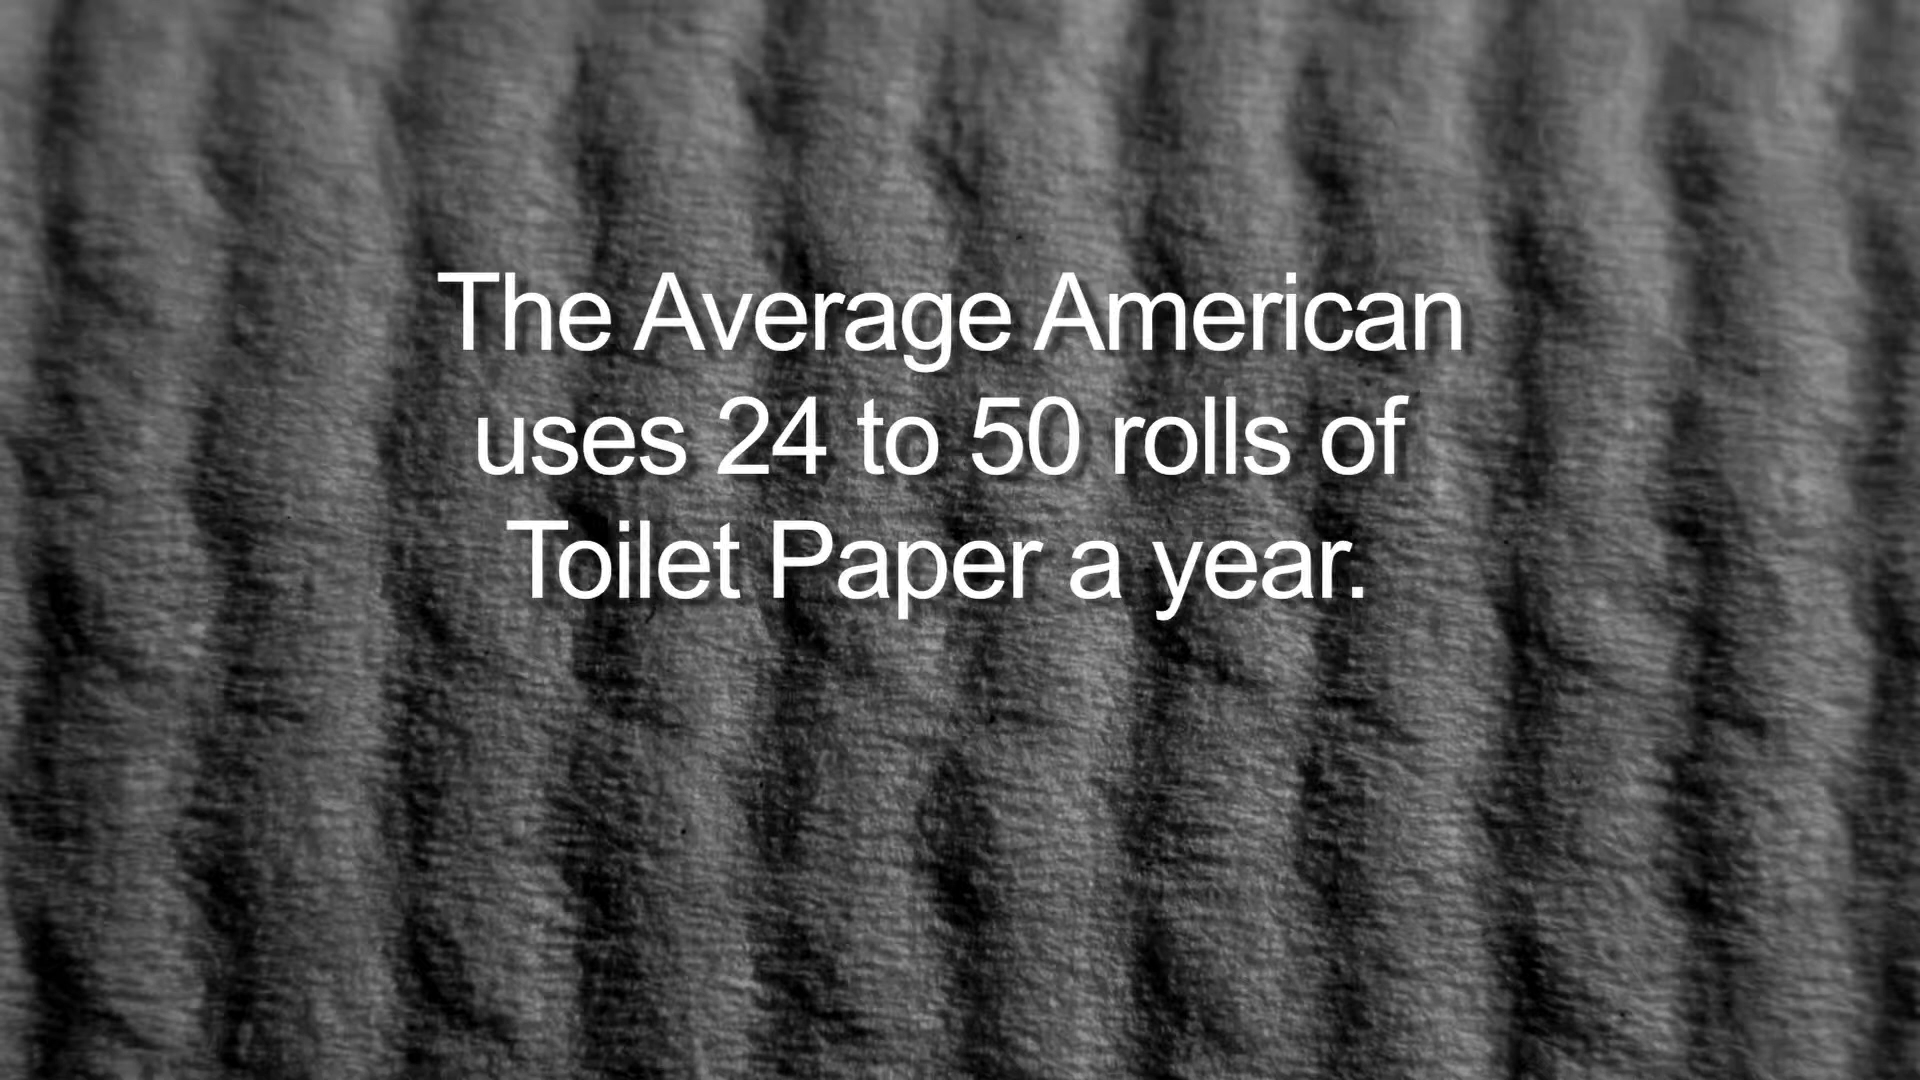 The Average American
uses 24 to 50 rolls of
Toilet Paper a year.